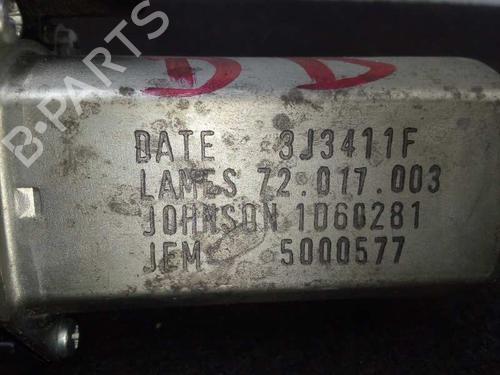 D D
DATE 3J3411F
LAMES 72.017.003
JOHNSON 1060281
JEM 5000577
B-PARTS